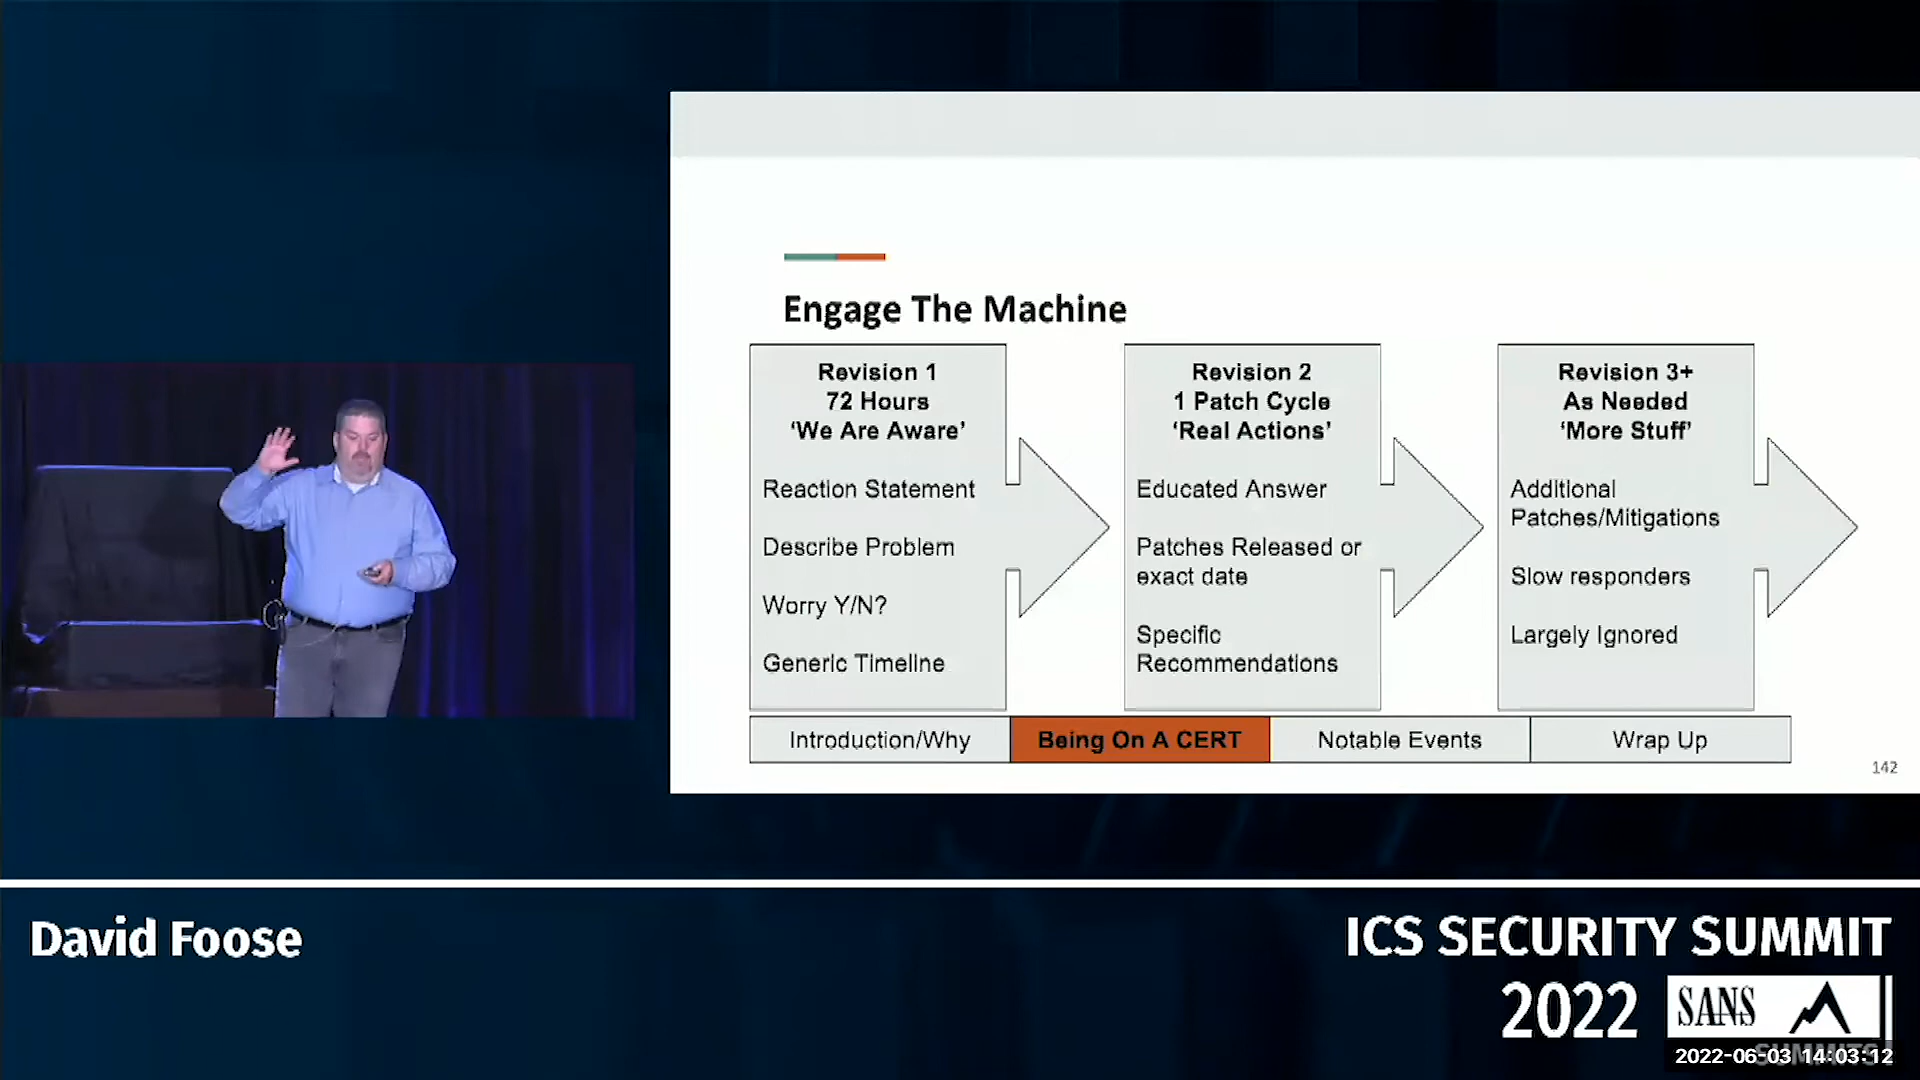 Engage The Machine
Revision 1
72 Hours
‘We Are Aware’
Reaction Statement
Describe Problem
Worry Y/N?
Generic Timeline
Revision 2
1 Patch Cycle
‘Real Actions’
Educated Answer
Patches Released or
exact date
Specific
Recommendations
Revision 3+
As Needed
‘More Stuff’
Additional
Patches/Mitigations
Slow responders
Largely Ignored
Introduction/Why
Being On A CERT
Notable Events
Wrap Up
142
David Foose
ICS SECURITY SUMMIT
2022
SANS
SUMMITS
2022-06-03 14:03:12